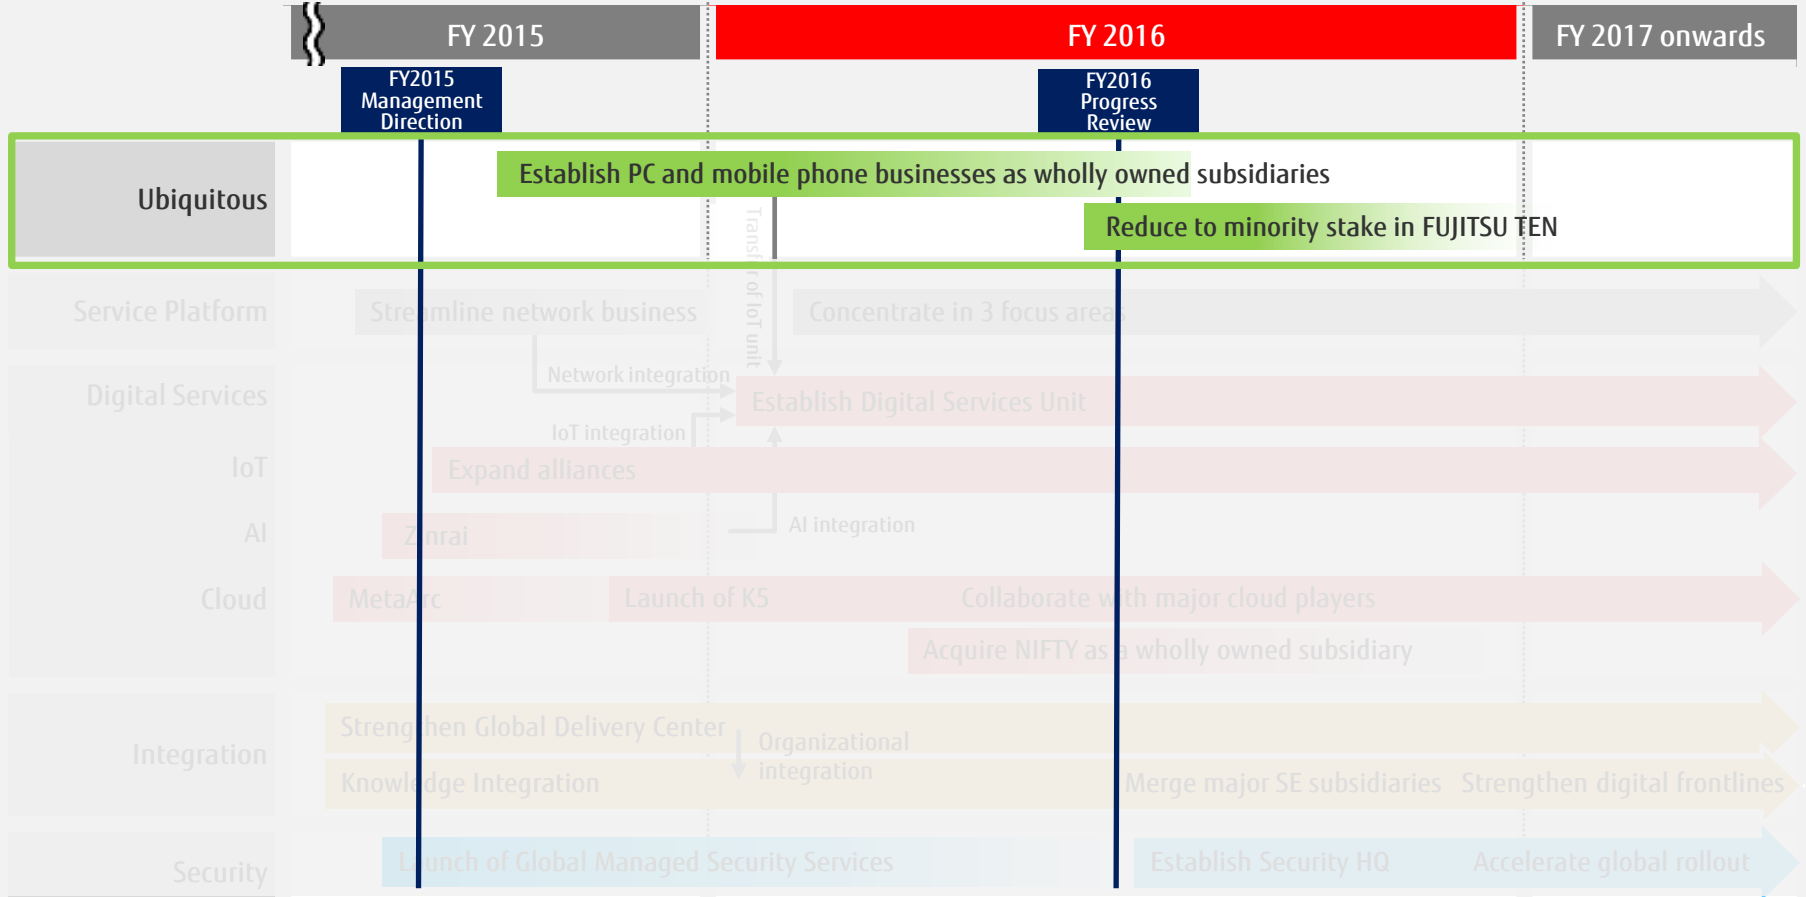 FY 2015
FY 2016
FY 2017 onwards
FY2015
Management
Direction
FY2016
Progress
Review
Ubiquitous
Establish PC and mobile phone businesses as wholly owned subsidiaries
Reduce to minority stake in FUJITSU TEN
Transfer of IoT unit
Service Platform
Streamline network business
Concentrate in 3 focus areas
Network integration
Digital Services
Establish Digital Services Unit
IoT integration
IoT
Expand alliances
AI
Zinrai
AI integration
Cloud
MetaArc
Launch of K5
Collaborate with major cloud players
Acquire NIFTY as a wholly owned subsidiary
Integration
Strengthen Global Delivery Center
Organizational
integration
Knowledge Integration
Merge major SE subsidiaries
Strengthen digital frontlines
Security
Launch of Global Managed Security Services
Establish Security HQ
Accelerate global rollout